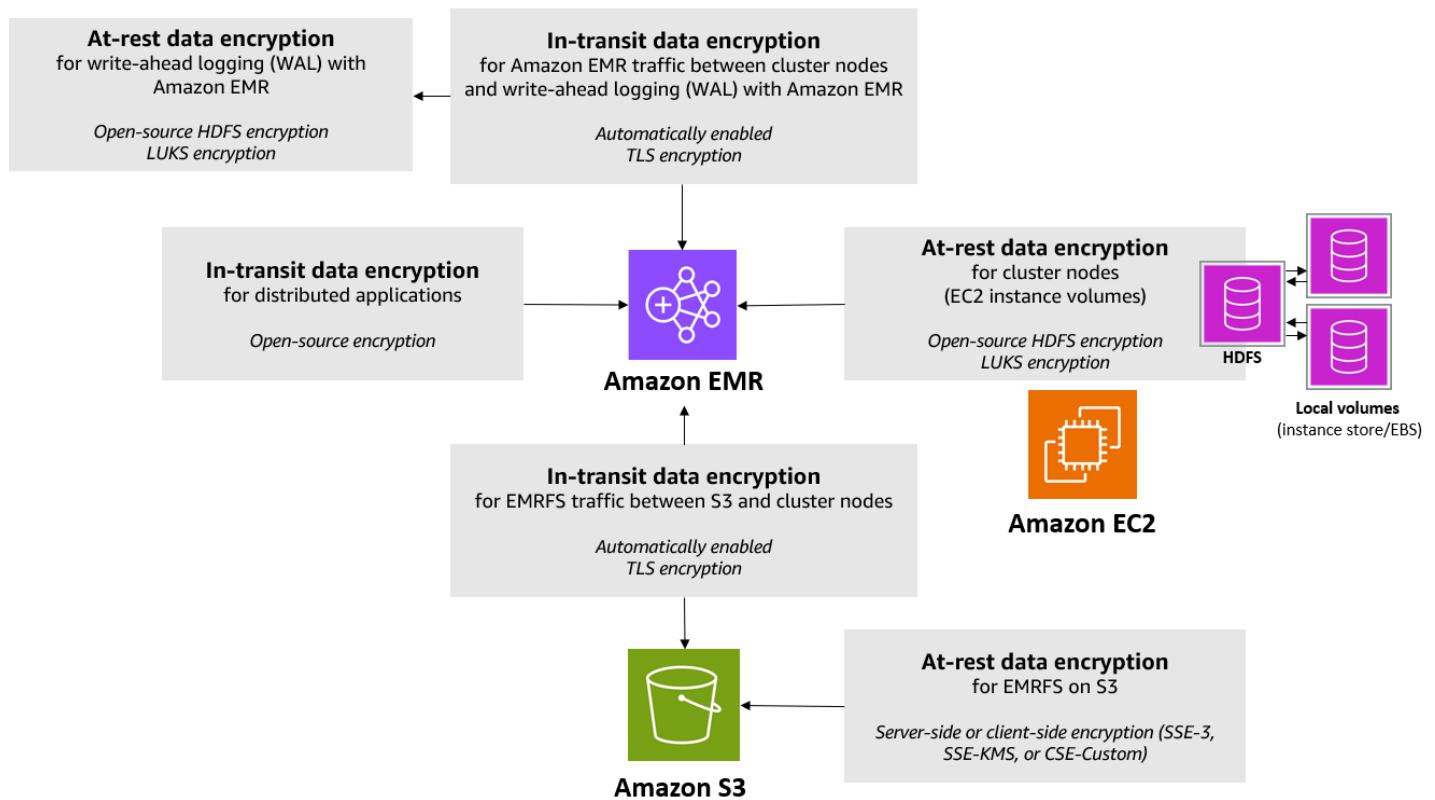 At-rest data encryption
for write-ahead logging (WAL) with
Amazon EMR
Open-source HDFS encryption
LUKS encryption
In-transit data encryption
for Amazon EMR traffic between cluster nodes
and write-ahead logging (WAL) with Amazon EMR
Automatically enabled
TLS encryption
In-transit data encryption
for distributed applications
Open-source encryption
Amazon EMR
At-rest data encryption
for cluster nodes
(EC2 instance volumes)
Open-source HDFS encryption
LUKS encryption
HDFS
Local volumes
(instance store/EBS)
Amazon EC2
In-transit data encryption
for EMRFS traffic between S3 and cluster nodes
Automatically enabled
TLS encryption
Amazon S3
At-rest data encryption
for EMRFS on S3
Server-side or client-side encryption (SSE-3,
SSE-KMS, or CSE-Custom)